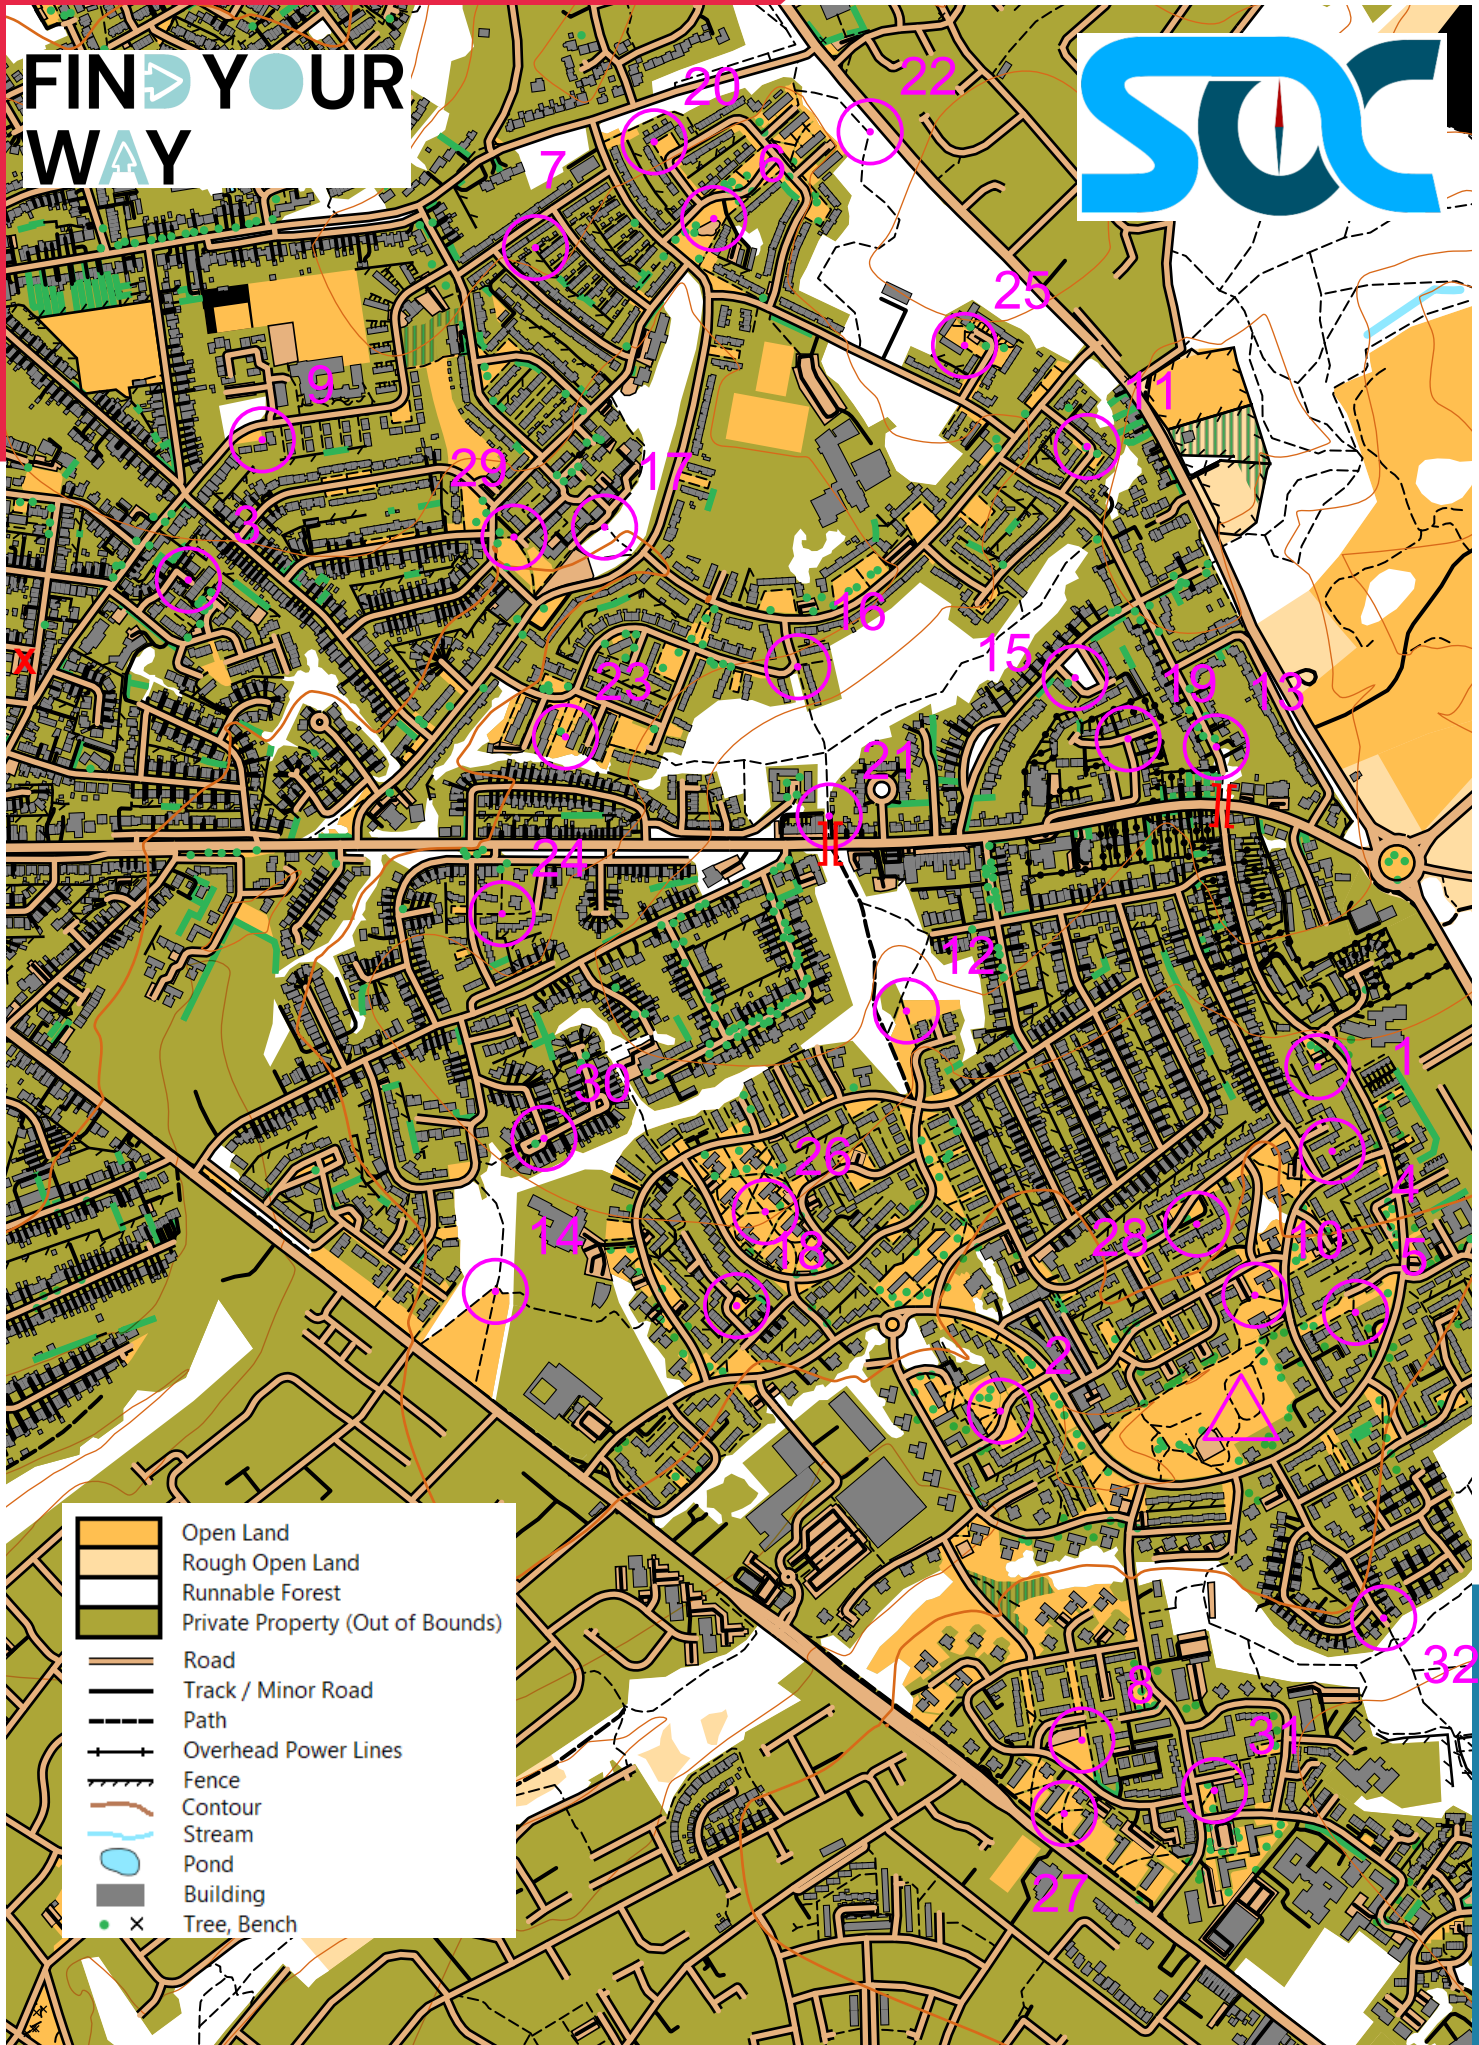 FIND YOUR
WAY
SOC
20
22
7
6
25
9
11
29
17
3
16
15
19
13
23
21
24
12
1
30
26
4
14
18
28
10
5
2
32
8
31
27
Open Land
Rough Open Land
Runnable Forest
Private Property (Out of Bounds)
Road
Track / Minor Road
Path
Overhead Power Lines
Fence
Contour
Stream
Pond
Building
Tree, Bench